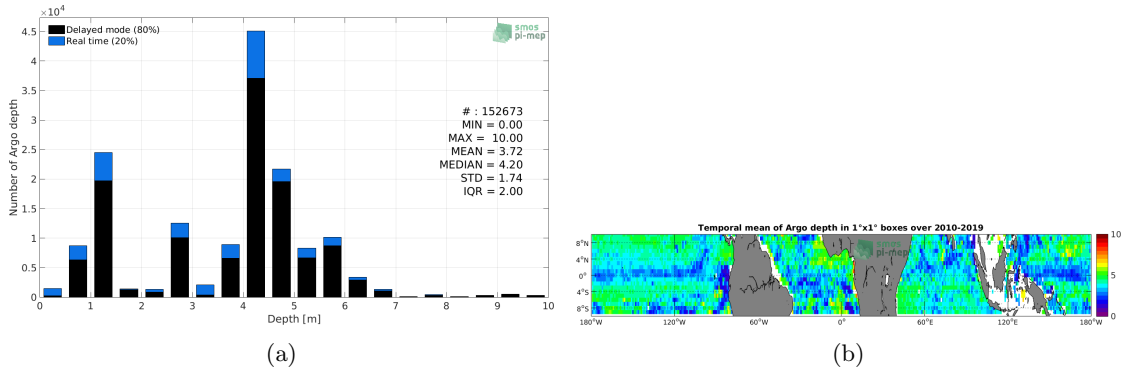 ×10⁴
4.5
4
3.5
3
2.5
2
1.5
1
0.5
0
Number of Argo depth
Delayed mode (80%)
Real time (20%)
smos
pi-mep
# : 152673
MIN = 0.00
MAX = 10.00
MEAN = 3.72
MEDIAN = 4.20
STD = 1.74
IQR = 2.00
0 1 2 3 4 5 6 7 8 9 10
Depth [m]
(a)
Temporal mean of Argo depth in 1°x1° boxes over 2010-2019
smos
pi-mep
8°N
4°N
0°
4°S
8°S
180°W 120°W 60°W 0° 60°E 120°E 180°W
10
5
0
(b)